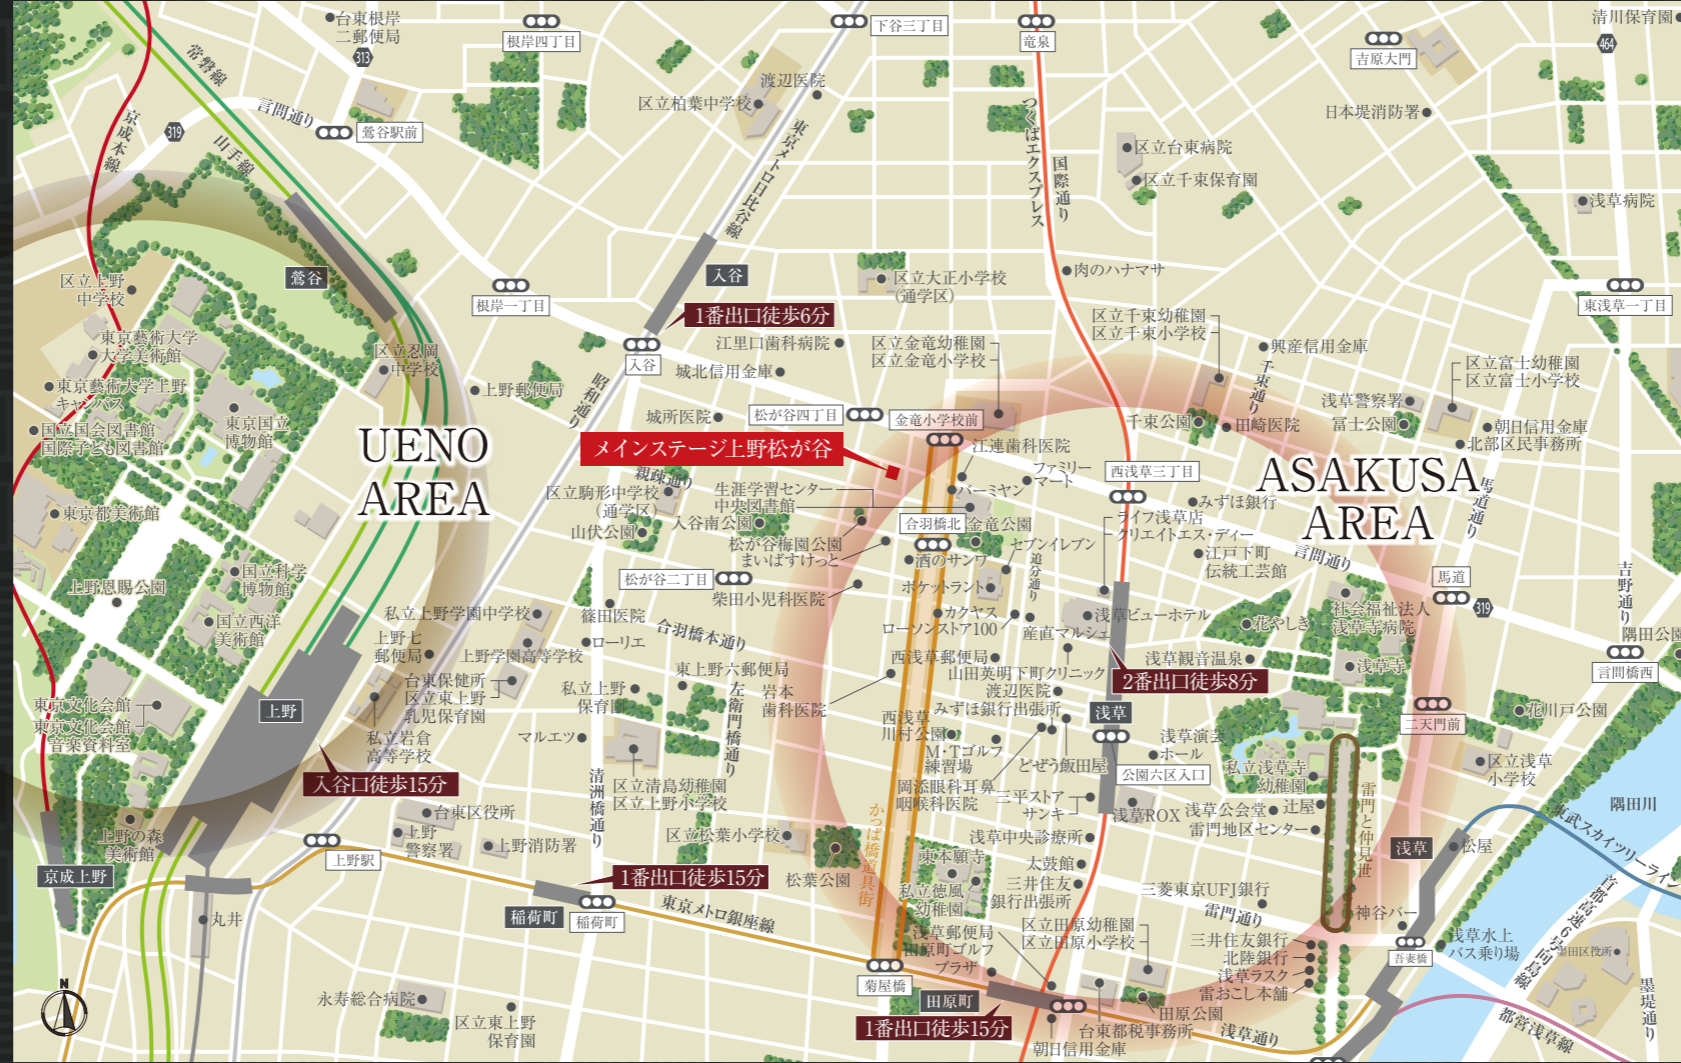 台東根岸
二郵便局
313
根岸四丁目
下谷三丁目
竜泉
吉原大門
清川保育園
464
常磐線
言問通り
鶯谷駅前
319
京成本線
山手線
渡辺医院
区立柏葉中学校
東京メトロ日比谷線
つくばエクスプレス
国際通り
日本堤消防署
区立台東病院
区立千束保育園
浅草病院
区立上野
中学校
鶯谷
根岸一丁目
入谷
1番出口徒歩6分
入谷
区立大正小学校
(通学区)
肉のハナマサ
東浅草一丁目
東京藝術大学
大学美術館
区立忍岡
中学校
江里口歯科病院
城北信用金庫
区立金竜幼稚園
区立金竜小学校
区立千束幼稚園
区立千束小学校
興産信用金庫
区立富士幼稚園
区立富士小学校
東京藝術大学上野
キャンパス
上野郵便局
昭和通り
城所医院
松が谷四丁目
金竜小学校前
千束公園
千束通り
田崎医院
浅草警察署
富士公園
朝日信用金庫
北部区民事務所
国立国会図書館
国際子ども図書館
東京国立
博物館
UENO
AREA
メインステージ上野松が谷
江連歯科医院
ファミリー
マート
バーミヤン
西浅草三丁目
ASAKUSA
AREA
馬道通り
親疎通り
区立駒形中学校
(通学区)
山伏公園
生涯学習センター
中央図書館
入谷南公園
合羽橋北
金竜公園
みずほ銀行
ライフ浅草店
クリエイトエス・ディー
東京都美術館
松が谷梅園公園
まいばすけっと
酒のサンワ
セブンイレブン
道分通り
江戸下町
伝統工芸館
言問通り
吉野通り
上野恩賜公園
国立科学
博物館
松が谷二丁目
柴田小児科医院
ポケットラント
馬道
319
国立西洋
美術館
私立上野学園中学校
篠田医院
カクヤス
ローソンストア100
産直マルシェ
浅草ビューホテル
花やしき
社会福祉法人
浅草寺病院
隅田公園
上野七
郵便局
上野学園高等学校
ローリエ
合羽橋本通り
西浅草郵便局
山田英明下町クリニック
浅草観音温泉
浅草寺
言問橋西
台東保健所
区立東上野
乳児保育園
私立上野
保育園
東上野六郵便局
左衛門橋通り
岩本
歯科医院
渡辺医院
みずほ銀行出張所
2番出口徒歩8分
浅草
東京文化会館
東京文化会館
音楽資料室
上野
私立岩倉
高等学校
マルエツ
清洲橋通り
西浅草
川村公園
M・Tゴルフ
練習場
どぜう飯田屋
公園六区入口
浅草演芸
ホール
二天門前
花川戸公園
入谷口徒歩15分
区立清島幼稚園
区立上野小学校
岡添眼科耳鼻
咽喉科医院
三平ストア
サンキ
浅草ROX
私立浅草寺
幼稚園
浅草公会堂
辻屋
雷門地区センター
雷門と仲見世
区立浅草
小学校
隅田川
東武スカイツリーライン
上野の森
美術館
台東区役所
上野
警察署
上野消防署
区立松葉小学校
かっぱ橋道具街
浅草中央診療所
太鼓館
浅草
松屋
京成上野
上野駅
1番出口徒歩15分
松葉公園
東本願寺
私立徳風
幼稚園
三井住友
銀行出張所
三菱東京UFJ銀行
雷門通り
神谷バー
首都高速6号向島線
丸井
稲荷町
稲荷町
東京メトロ銀座線
浅草郵便局
田原町ゴルフ
プラザ
区立田原幼稚園
区立田原小学校
三井住友銀行
北陸銀行
浅草ラスク
雷おこし本舗
吾妻橋
浅草水上
バス乗り場
墨田区役所
墨堤通り
N
永寿総合病院
区立東上野
保育園
菊屋橋
田原町
1番出口徒歩15分
田原公園
台東都税事務所
朝日信用金庫
浅草通り
都営浅草線